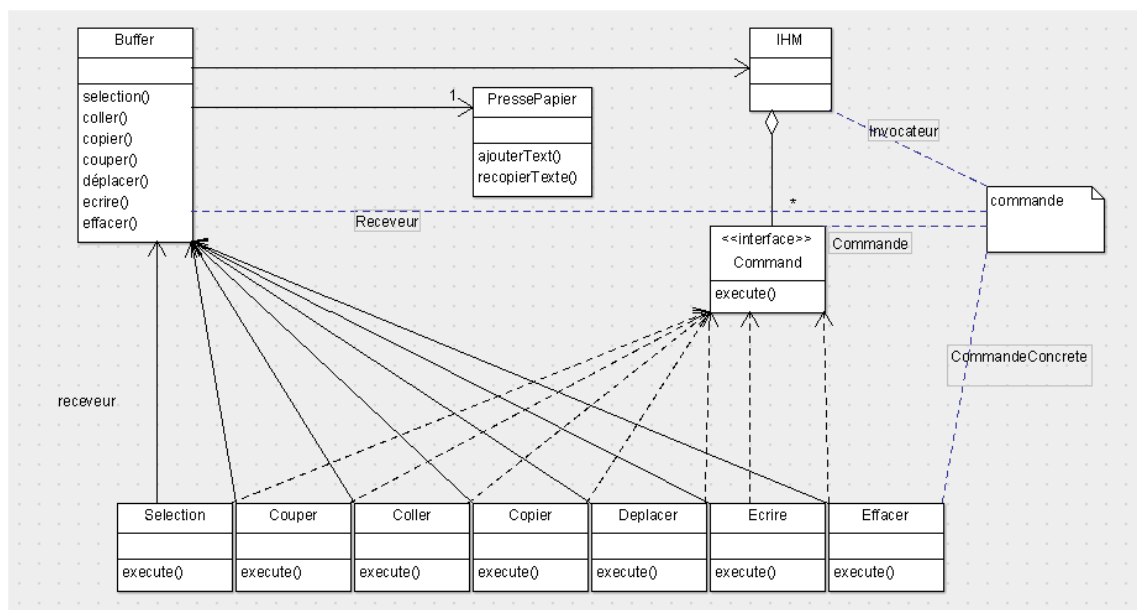 Buffer
selection()
coller()
copier()
couper()
déplacer()
ecrire()
effacer()
IHM
1
PressePapier
ajouterText()
recopierTexte()
Invocateur
commande
Receveur
*
<<interface>>
Command
execute()
Commande
CommandeConcrete
receveur
Selection
execute()
Couper
execute()
Coller
execute()
Copier
execute()
Deplacer
execute()
Ecrire
execute()
Effacer
execute()